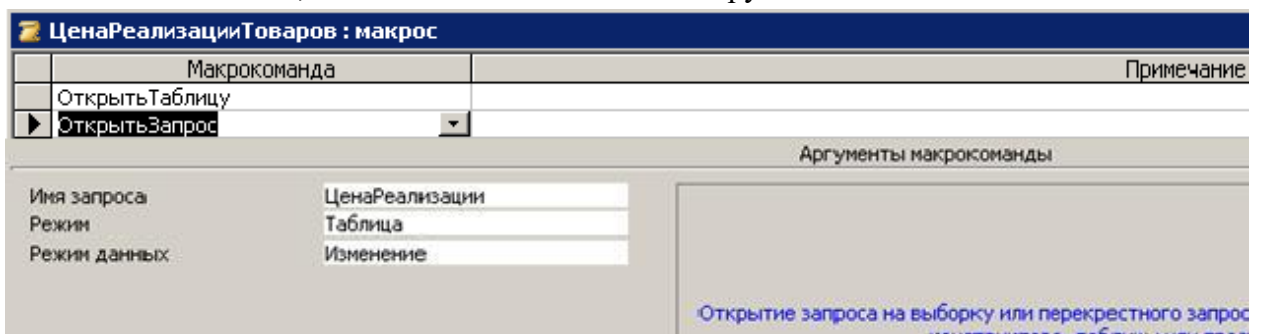 ЦенаРеализацииТоваров : макрос
Макрокоманда Примечание
ОткрытьТаблицу
ОткрытьЗапрос
Аргументы макрокоманды
Имя запроса ЦенаРеализации
Режим Таблица
Режим данных Изменение
Открытие запроса на выборку или перекрестного запрос